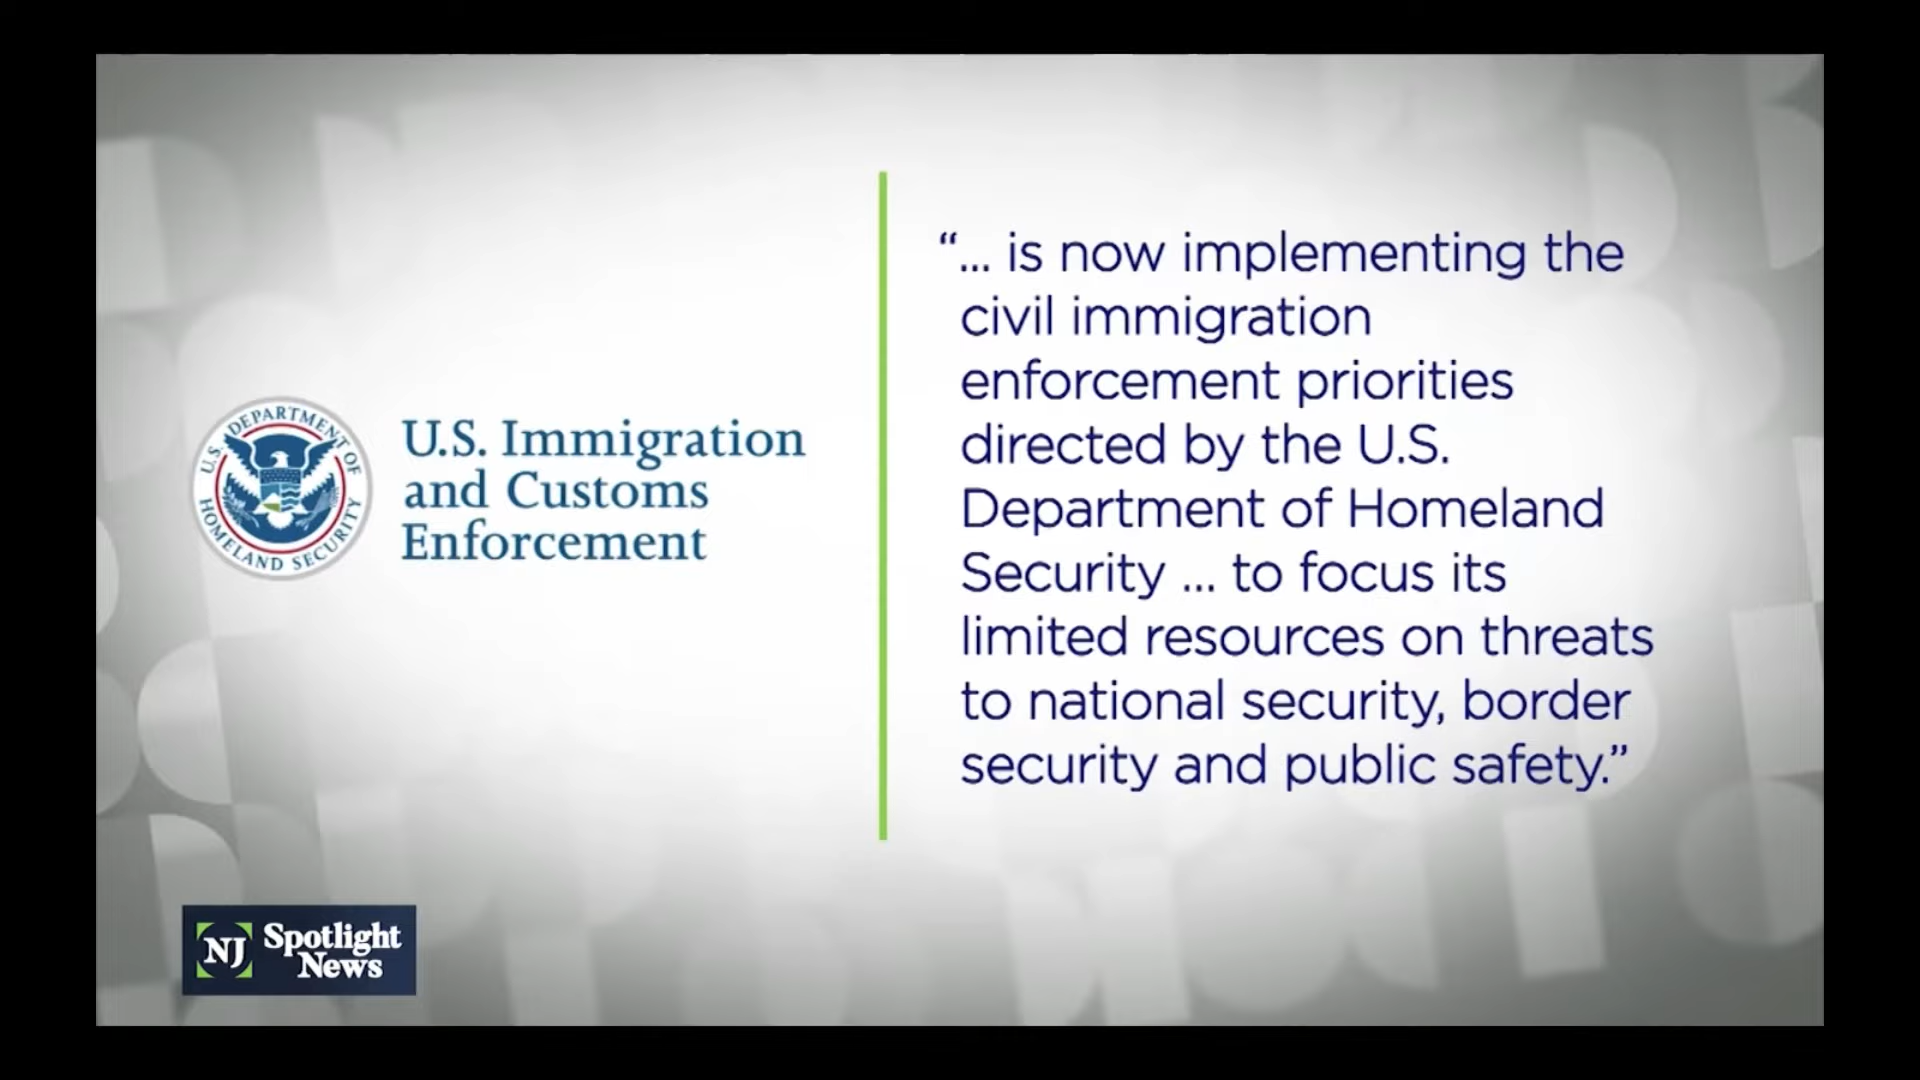 U.S. DEPARTMENT OF
HOMELAND SECURITY
U.S. Immigration
and Customs
Enforcement
“... is now implementing the
civil immigration
enforcement priorities
directed by the U.S.
Department of Homeland
Security ... to focus its
limited resources on threats
to national security, border
security and public safety.”
NJ
Spotlight
News